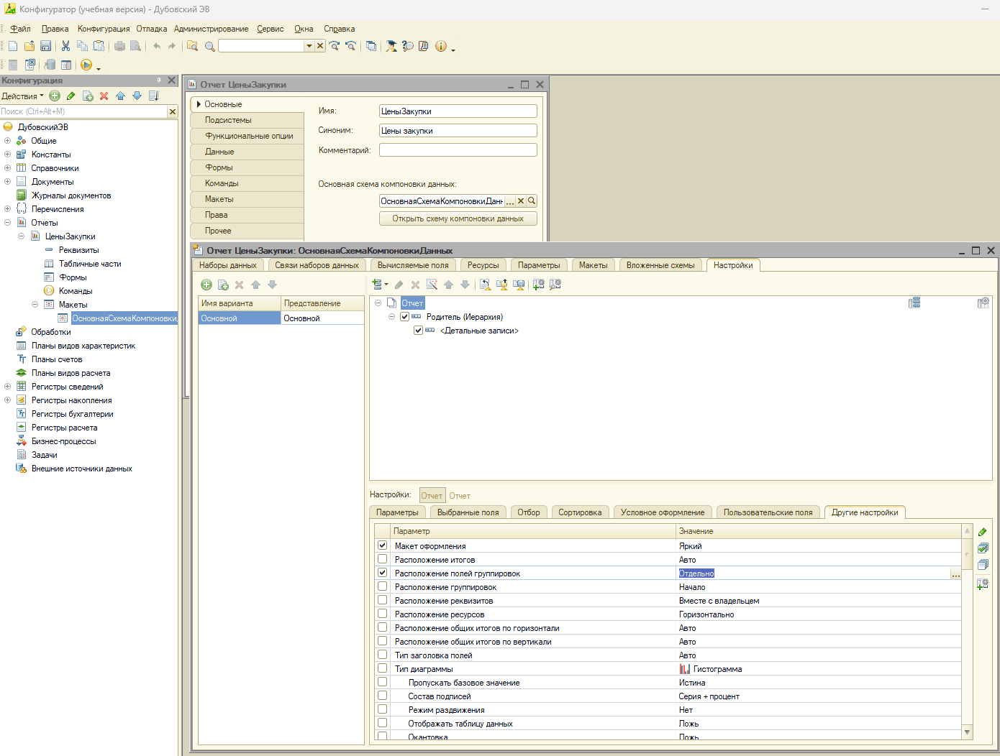 Конфигуратор (учебная версия) - Дубовский ЭВ
Файл Правка Конфигурация Отладка Администрирование Сервис Окна Справка
Конфигурация
Действия
Поиск (Ctrl+Alt+M)
ДубовскийЭВ
Общие
Константы
Справочники
Документы
Журналы документов
Перечисления
Отчеты
ЦеныЗакупки
Реквизиты
Табличные части
Формы
Команды
Макеты
ОсновнаяСхемаКомпоновки
Обработки
Планы видов характеристик
Планы счетов
Планы видов расчета
Регистры сведений
Регистры накопления
Регистры бухгалтерии
Регистры расчета
Бизнес-процессы
Задачи
Внешние источники данных
Отчет ЦеныЗакупки
Основные
Подсистемы
Функциональные опции
Данные
Формы
Команды
Макеты
Права
Прочее
Имя: ЦеныЗакупки
Синоним: Цены закупки
Комментарий:
Основная схема компоновки данных:
ОсновнаяСхемаКомпоновкиДанн ...
Открыть схему компоновки данных
Отчет ЦеныЗакупки: ОсновнаяСхемаКомпоновкиДанных
Наборы данных Связи наборов данных Вычисляемые поля Ресурсы Параметры Макеты Вложенные схемы Настройки
Имя варианта Представление
Основной Основной
Отчет
Родитель (Иерархия)
<Детальные записи>
Настройки: Отчет Отчет
Параметры Выбранные поля Отбор Сортировка Условное оформление Пользовательские поля Другие настройки
Параметр Значение
Макет оформления Яркий
Расположение итогов Авто
Расположение полей группировок Отдельно ...
Расположение группировок Начало
Расположение реквизитов Вместе с владельцем
Расположение ресурсов Горизонтально
Расположение общих итогов по горизонтали Авто
Расположение общих итогов по вертикали Авто
Тип заголовка полей Авто
Тип диаграммы Гистограмма
Пропускать базовое значение Истина
Состав подписей Серия + процент
Режим раздвижения Нет
Отображать таблицу данных Ложь
Окантовка Ложь